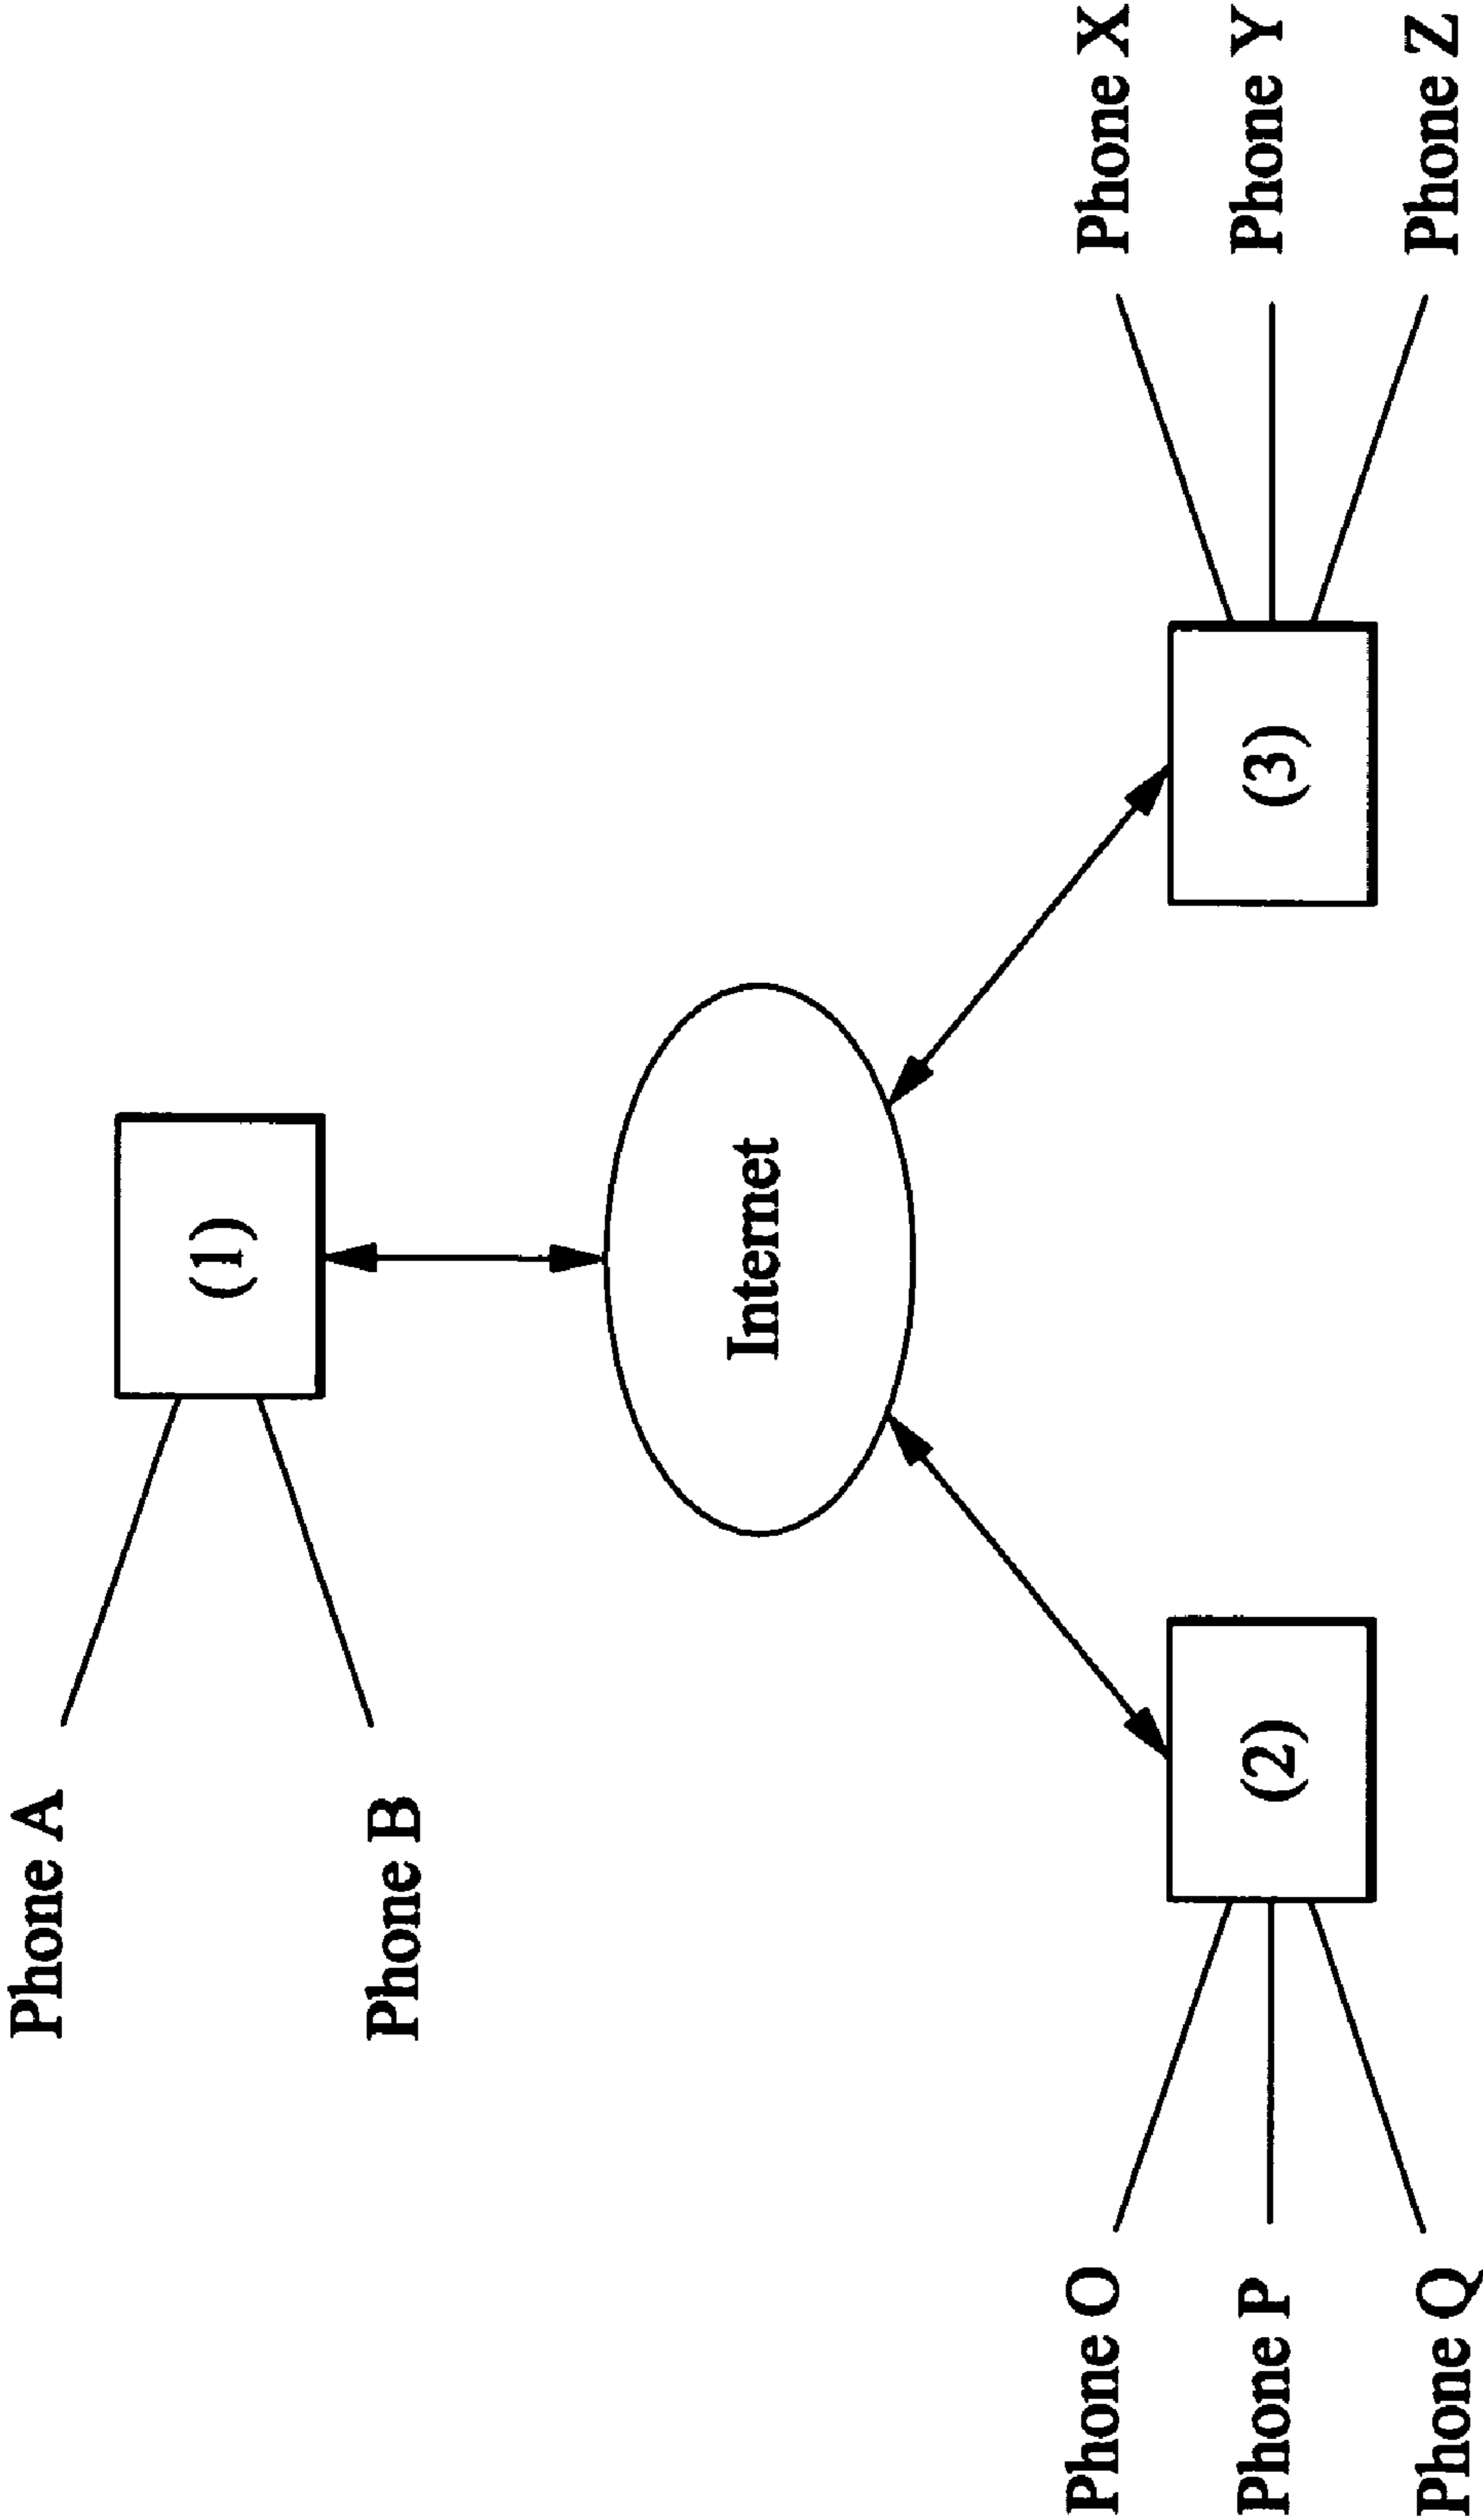 Phone A
Phone B
(1)
Internet
Phone O
Phone P
Phone Q
(2)
(3)
Phone X
Phone Y
Phone Z